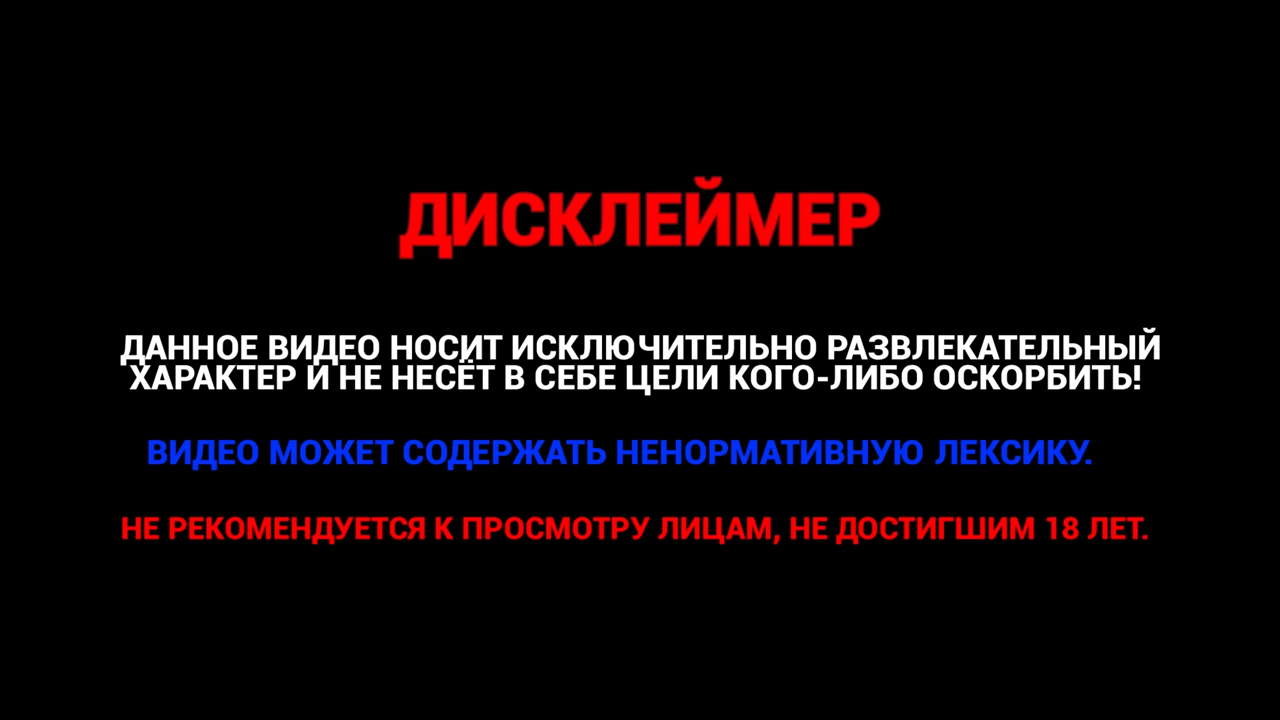 ДИСКЛЕЙМЕР
ДАННОЕ ВИДЕО НОСИТ ИСКЛЮЧИТЕЛЬНО РАЗВЛЕКАТЕЛЬНЫЙ
ХАРАКТЕР И НЕ НЕСЁТ В СЕБЕ ЦЕЛИ КОГО-ЛИБО ОСКОРБИТЬ!
ВИДЕО МОЖЕТ СОДЕРЖАТЬ НЕНОРМАТИВНУЮ ЛЕКСИКУ.
НЕ РЕКОМЕНДУЕТСЯ К ПРОСМОТРУ ЛИЦАМ, НЕ ДОСТИГШИМ 18 ЛЕТ.